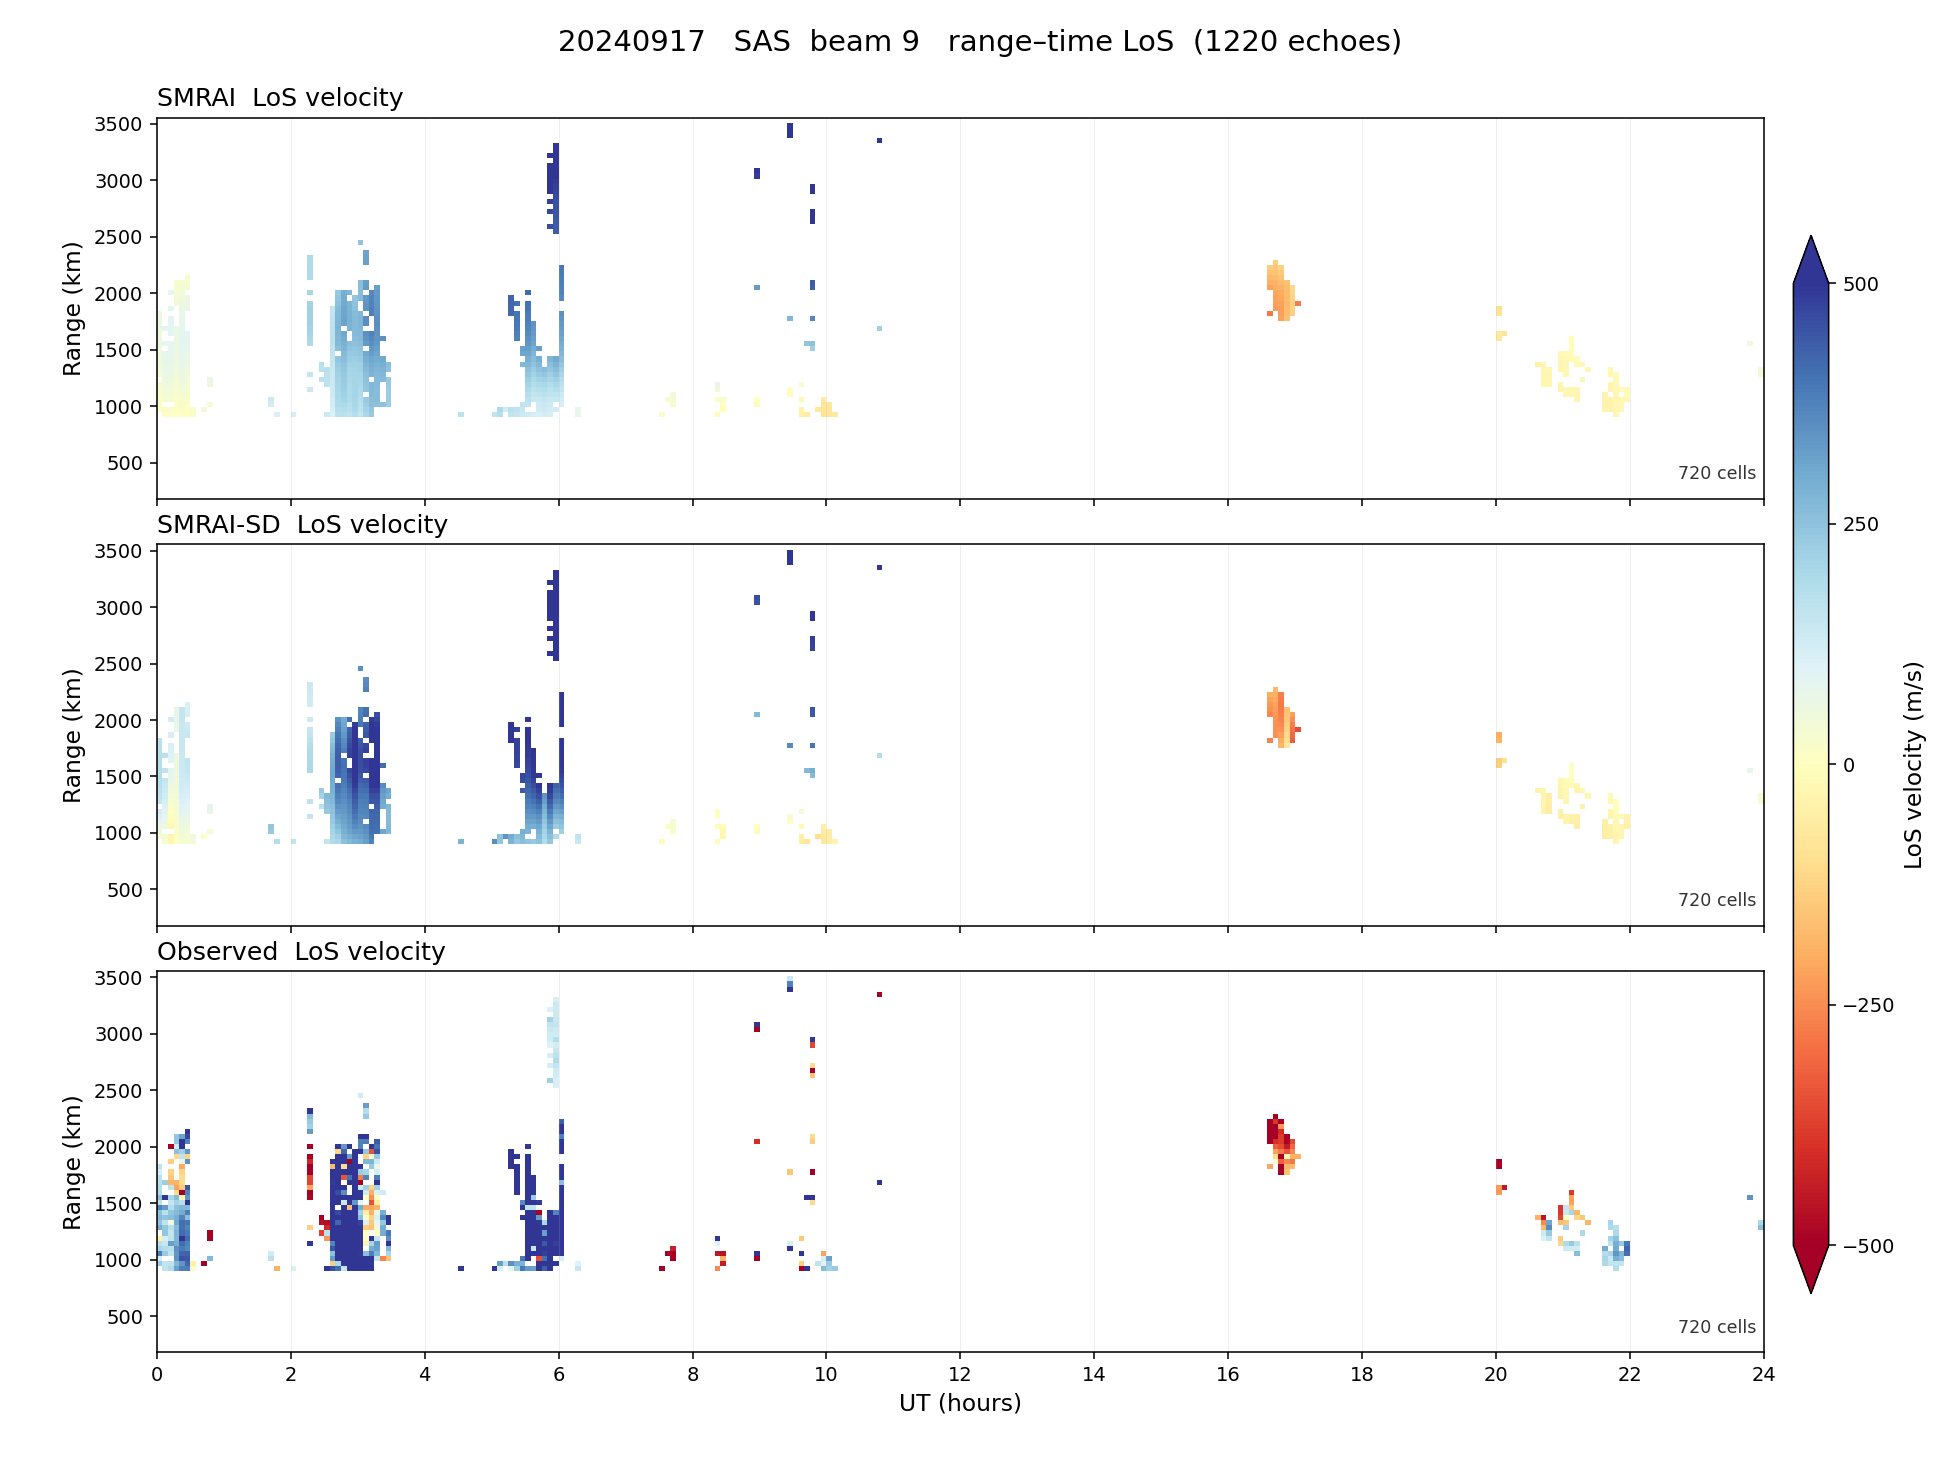 20240917   SAS  beam 9   range–time LoS  (1220 echoes)
SMRAI  LoS velocity
3500
3000
2500
2000
1500
1000
500
Range (km)
720 cells
SMRAI-SD  LoS velocity
3500
3000
2500
2000
1500
1000
500
Range (km)
720 cells
Observed  LoS velocity
3500
3000
2500
2000
1500
1000
500
Range (km)
720 cells
0 2 4 6 8 10 12 14 16 18 20 22 24
UT (hours)
500
250
0
−250
−500
LoS velocity (m/s)